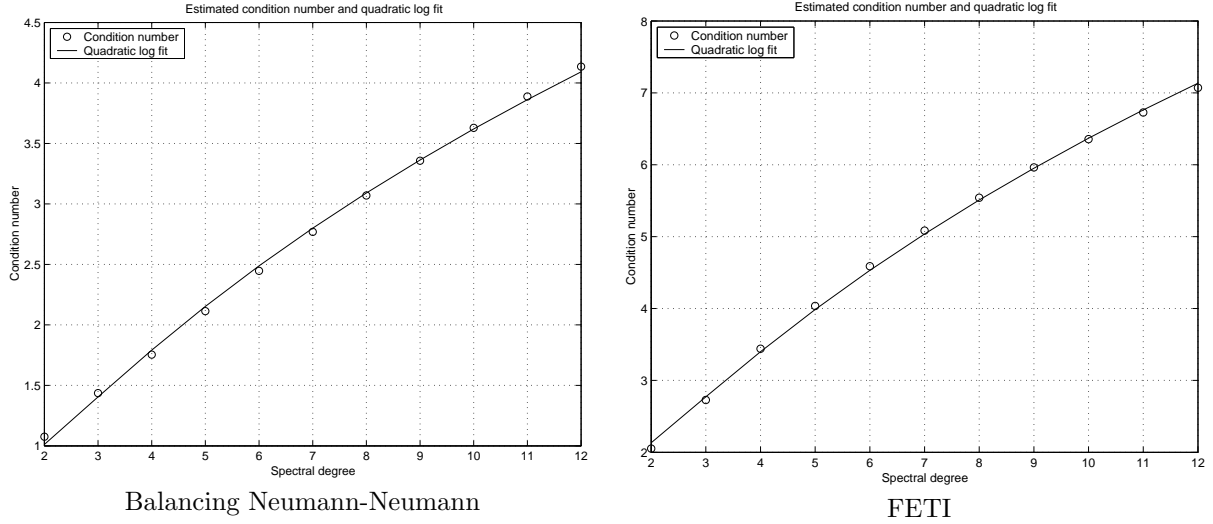 Estimated condition number and quadratic log fit
4.5
4
3.5
3
2.5
2
1.5
1
Condition number
Condition number
Quadratic log fit
2 3 4 5 6 7 8 9 10 11 12
Spectral degree
Balancing Neumann-Neumann
Estimated condition number and quadratic log fit
8
7
6
5
4
3
2
Condition number
Condition number
Quadratic log fit
2 3 4 5 6 7 8 9 10 11 12
Spectral degree
FETI